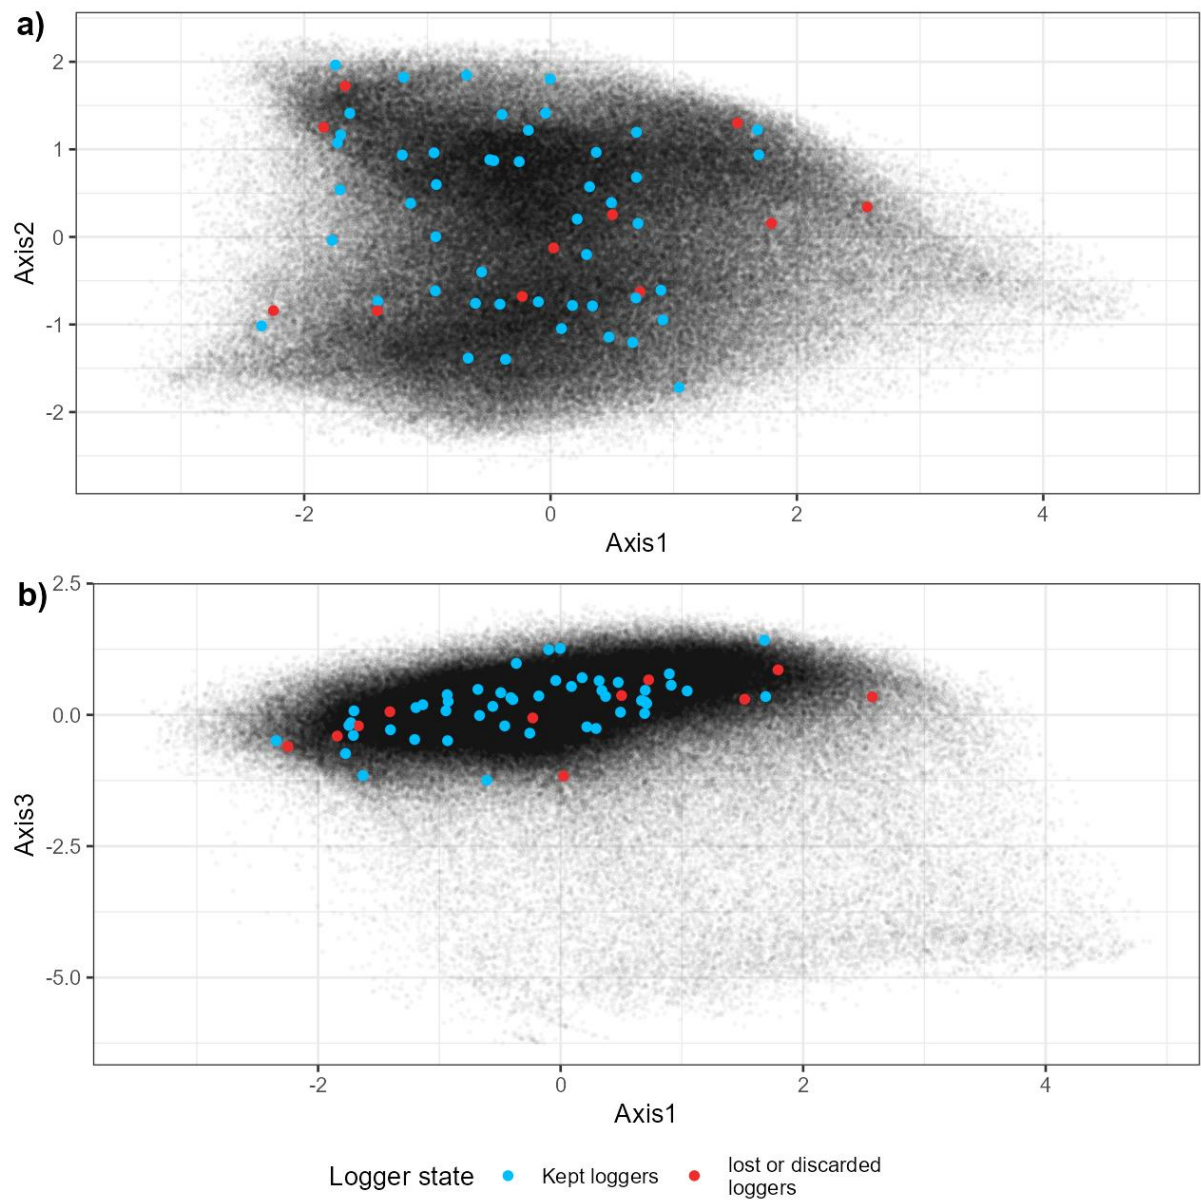 a)
2
1
0
-1
-2
Axis2
-2 0 2 4
Axis1
b)
2.5
0.0
-2.5
-5.0
Axis3
-2 0 2 4
Axis1
Logger state Kept loggers lost or discarded
loggers